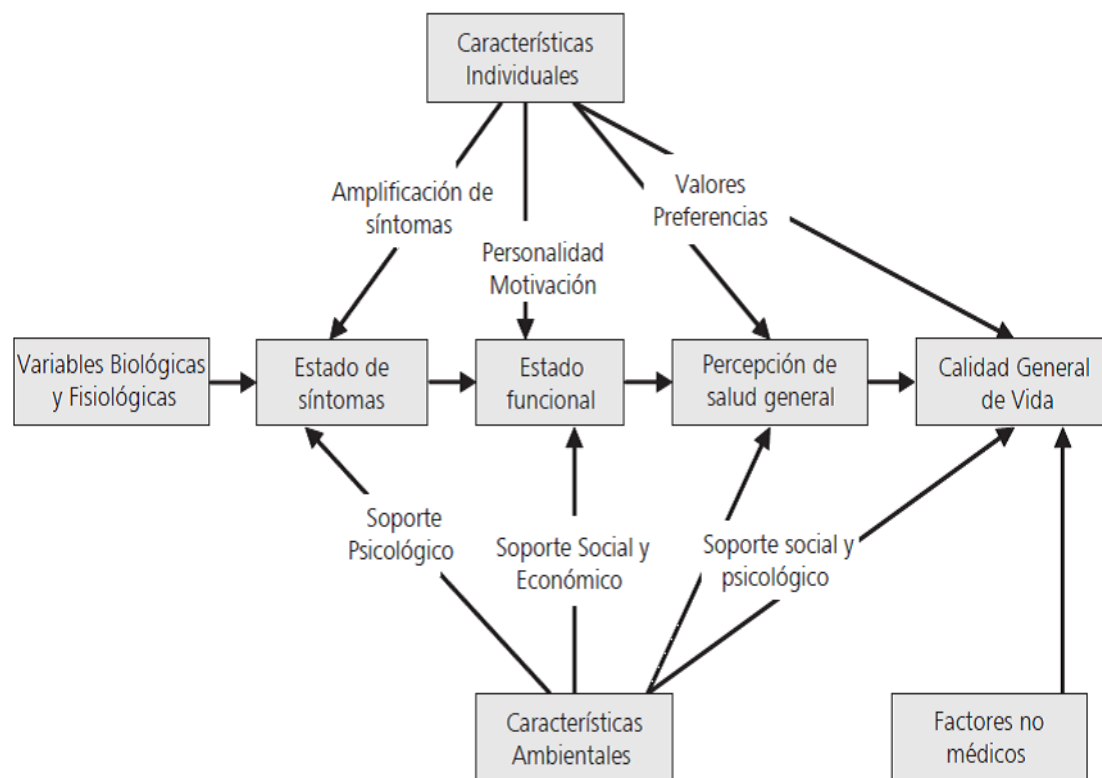 Características
Individuales
Amplificación de
síntomas
Valores
Preferencias
Personalidad
Motivación
Variables Biológicas
y Fisiológicas
Estado de
síntomas
Estado
funcional
Percepción de
salud general
Calidad General
de Vida
Soporte
Psicológico
Soporte Social y
Económico
Soporte social y
psicológico
Características
Ambientales
Factores no
médicos